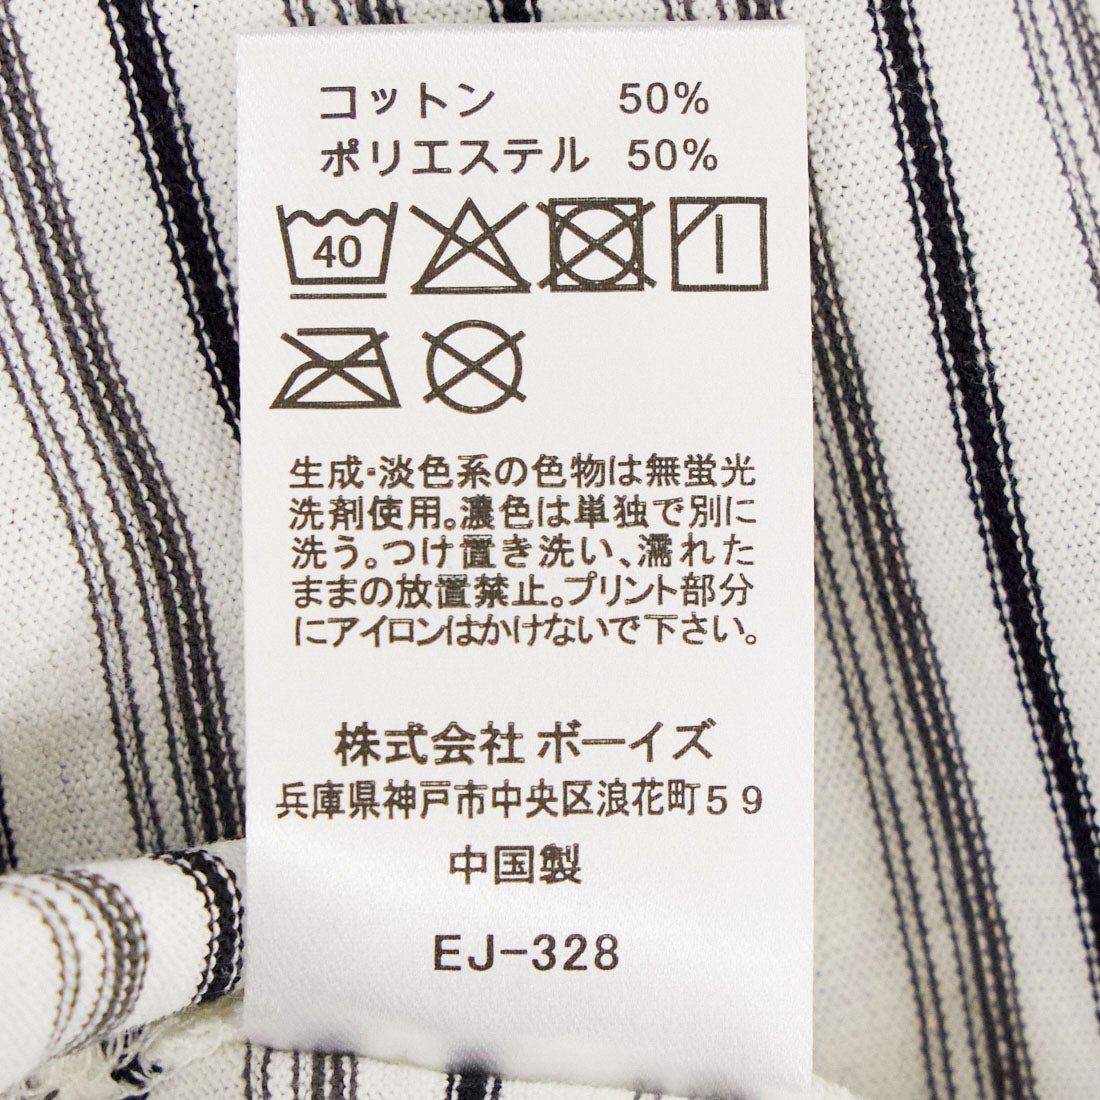 コットン 50%
ポリエステル 50%
40
生成・淡色系の色物は無蛍光
洗剤使用。濃色は単独で別に
洗う。つけ置き洗い、濡れた
ままの放置禁止。プリント部分
にアイロンはかけないで下さい。
株式会社 ボーイズ
兵庫県神戸市中央区浪花町59
中国製
EJ-328